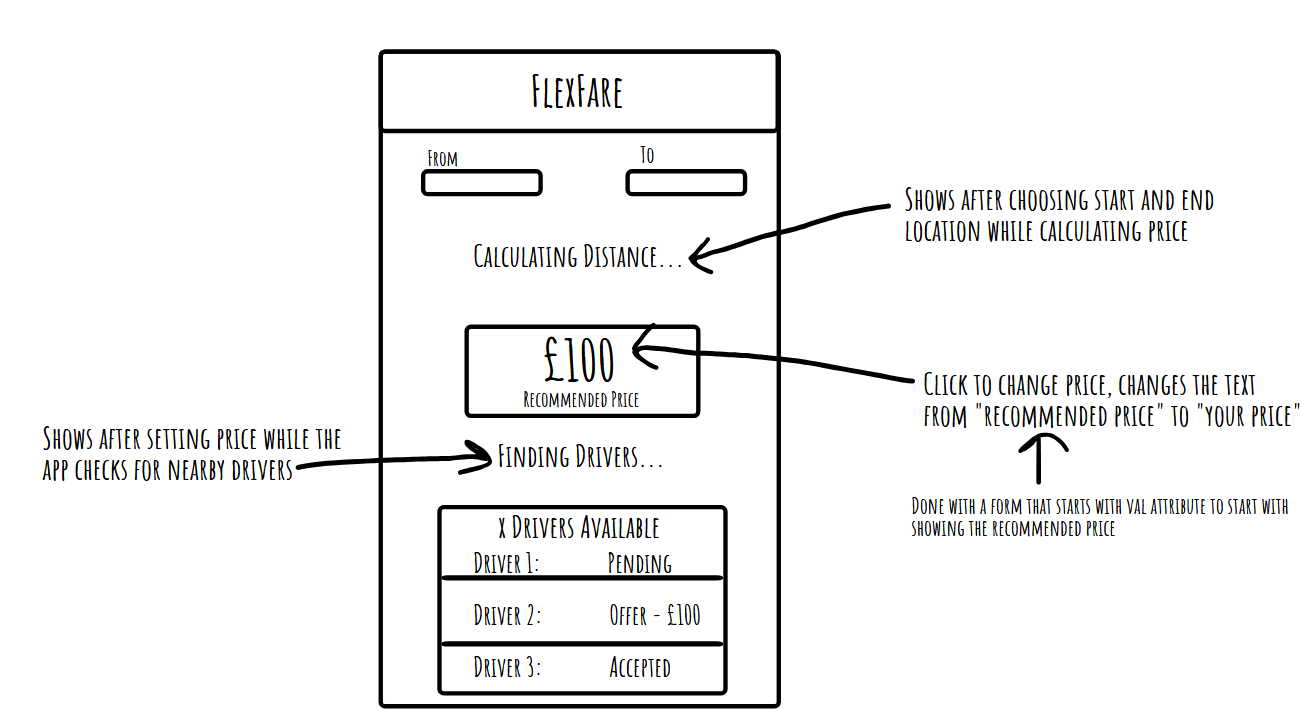 FlexFare
From
To
Shows after choosing start and end
location while calculating price
Calculating Distance...
£100
Recommended Price
Click to change price, changes the text
from "recommended price" to "your price"
Shows after setting price while the
app checks for nearby drivers
Finding Drivers...
Done with a form that starts with val attribute to start with
showing the recommended price
x Drivers Available
Driver 1: Pending
Driver 2: Offer - £100
Driver 3: Accepted